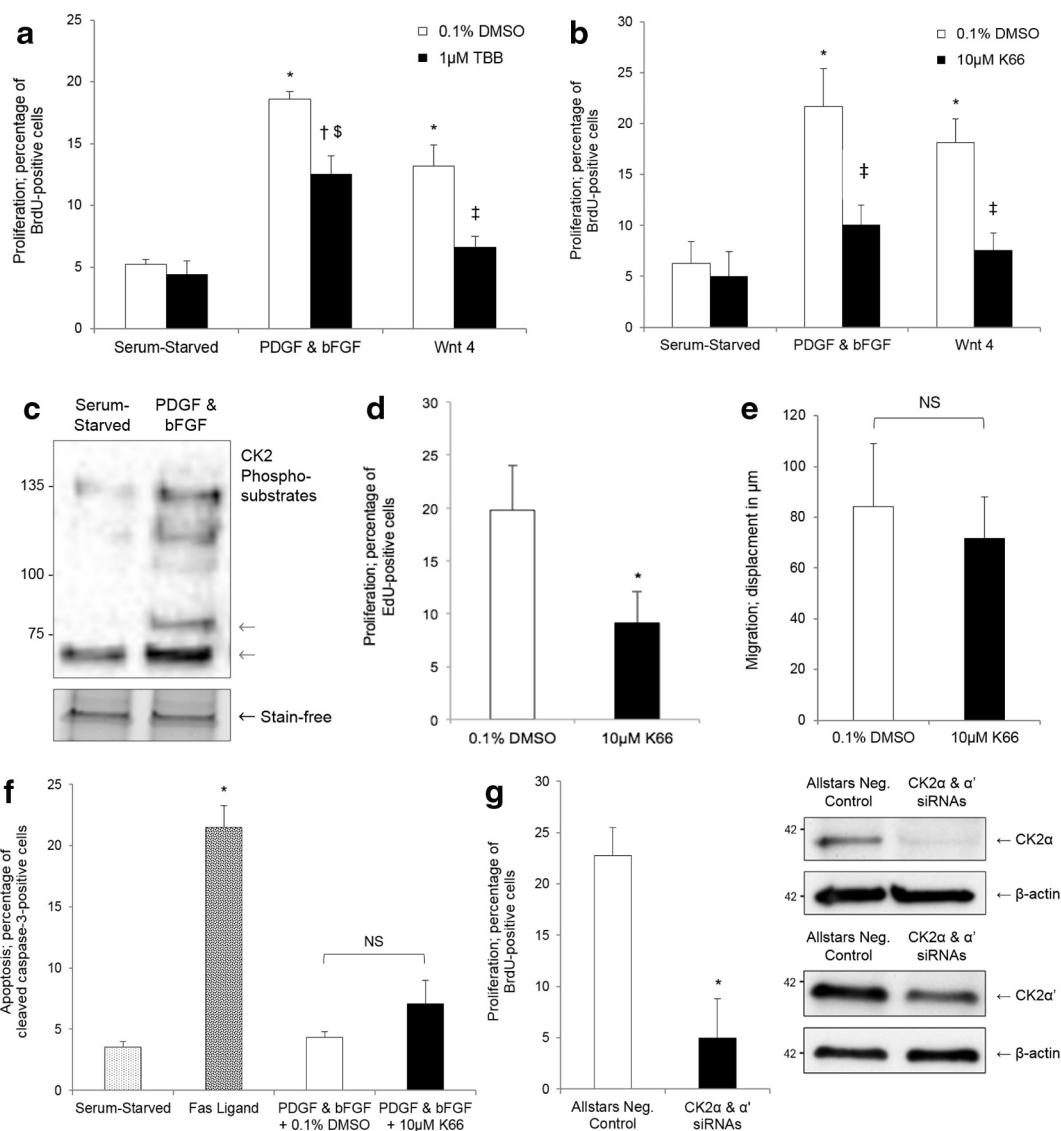 a
Proliferation; percentage of
BrdU-positive cells
25
20
15
10
5
0
0.1% DMSO
1µM TBB
*
† $
*
‡
Serum-Starved
PDGF & bFGF
Wnt 4
b
Proliferation; percentage of
BrdU-positive cells
30
25
20
15
10
5
0
0.1% DMSO
10µM K66
*
‡
*
‡
Serum-Starved
PDGF & bFGF
Wnt 4
c
Serum-
Starved
PDGF &
bFGF
135
100
75
CK2
Phospho-
substrates
←
←
← Stain-free
d
Proliferation; percentage of
EdU-positive cells
30
25
20
15
10
5
0
*
0.1% DMSO
10µM K66
e
Migration; displacment in µm
120
100
80
60
40
20
0
NS
0.1% DMSO
10µM K66
f
Apoptosis; percentage of
cleaved caspase-3-positive cells
25
20
15
10
5
0
*
NS
Serum-Starved
Fas Ligand
PDGF & bFGF
+ 0.1% DMSO
PDGF & bFGF
+ 10µM K66
g
Proliferation; percentage of
BrdU-positive cells
30
25
20
15
10
5
0
*
Allstars Neg.
Control
CK2α & α'
siRNAs
Allstars Neg.
Control
CK2α & α'
siRNAs
42
← CK2α
42
← β-actin
Allstars Neg.
Control
CK2α & α'
siRNAs
42
← CK2α'
42
← β-actin